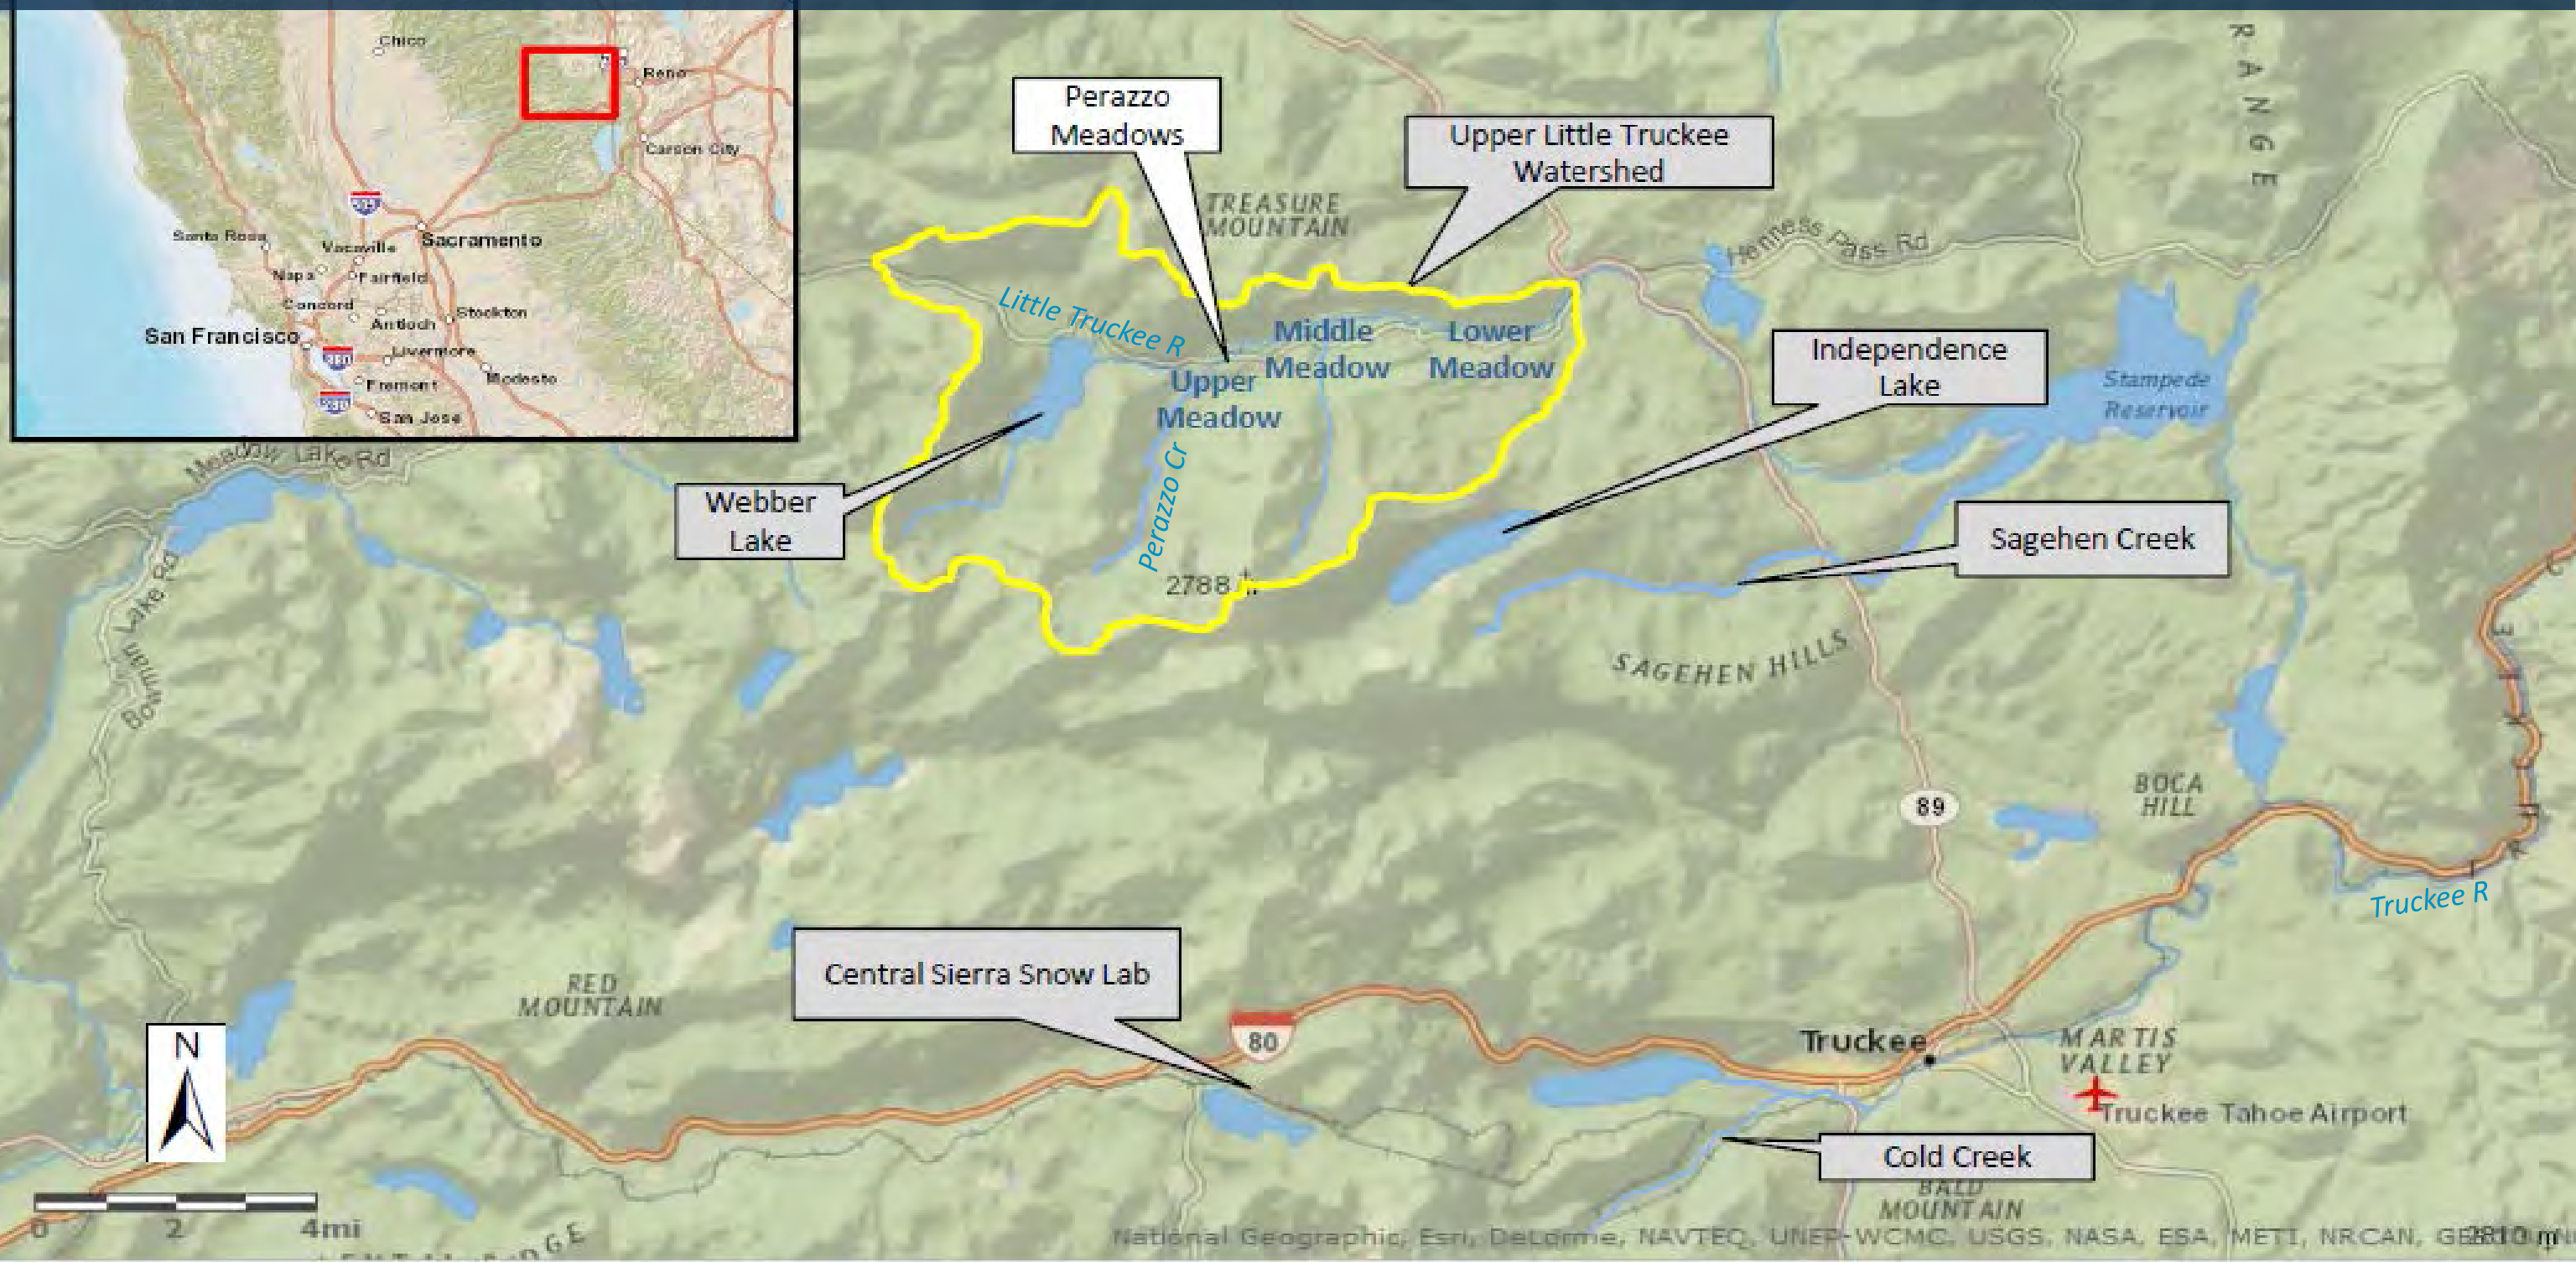 Chico
Reno
Carson City
Santa Rosa
Vacaville
Sacramento
Napa
Fairfield
Concord
Antioch
Stockton
San Francisco
Livermore
Modesto
Fremont
San Jose
Perazzo
Meadows
Upper Little Truckee
Watershed
TREASURE
MOUNTAIN
RANGE
Henness Pass Rd
Little Truckee R
Middle
Meadow
Lower
Meadow
Upper
Meadow
Independence
Lake
Stampede
Reservoir
Meadow Lake Rd
Webber
Lake
Perazzo Cr
Sagehen Creek
2788
Bowman Lake Rd
SAGEHEN HILLS
89
BOCA
HILL
Truckee R
Central Sierra Snow Lab
RED
MOUNTAIN
80
N
Truckee
MARTIS
VALLEY
Truckee Tahoe Airport
Cold Creek
BALD
MOUNTAIN
0 2 4mi
National Geographic, Esri, DeLorme, NAVTEQ, UNEP-WCMC, USGS, NASA, ESA, METI, NRCAN,
2810 m